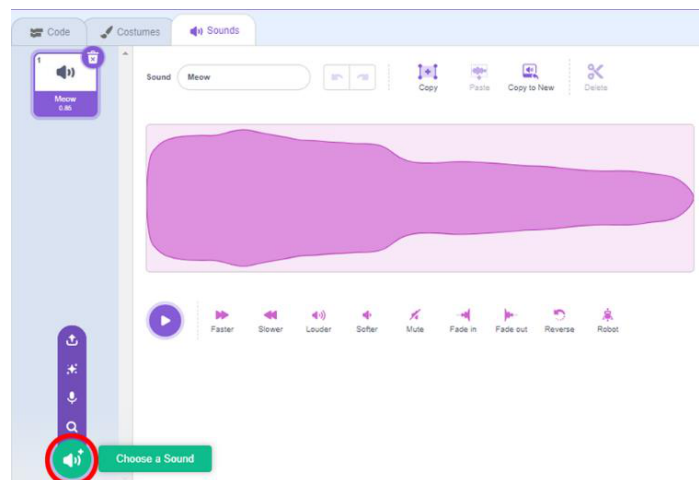 Code Costumes Sounds
1
Meow
0.86
Sound Meow
Copy Paste Copy to New Delete
Faster Slower Louder Softer Mute Fade in Fade out Reverse Robot
Choose a Sound